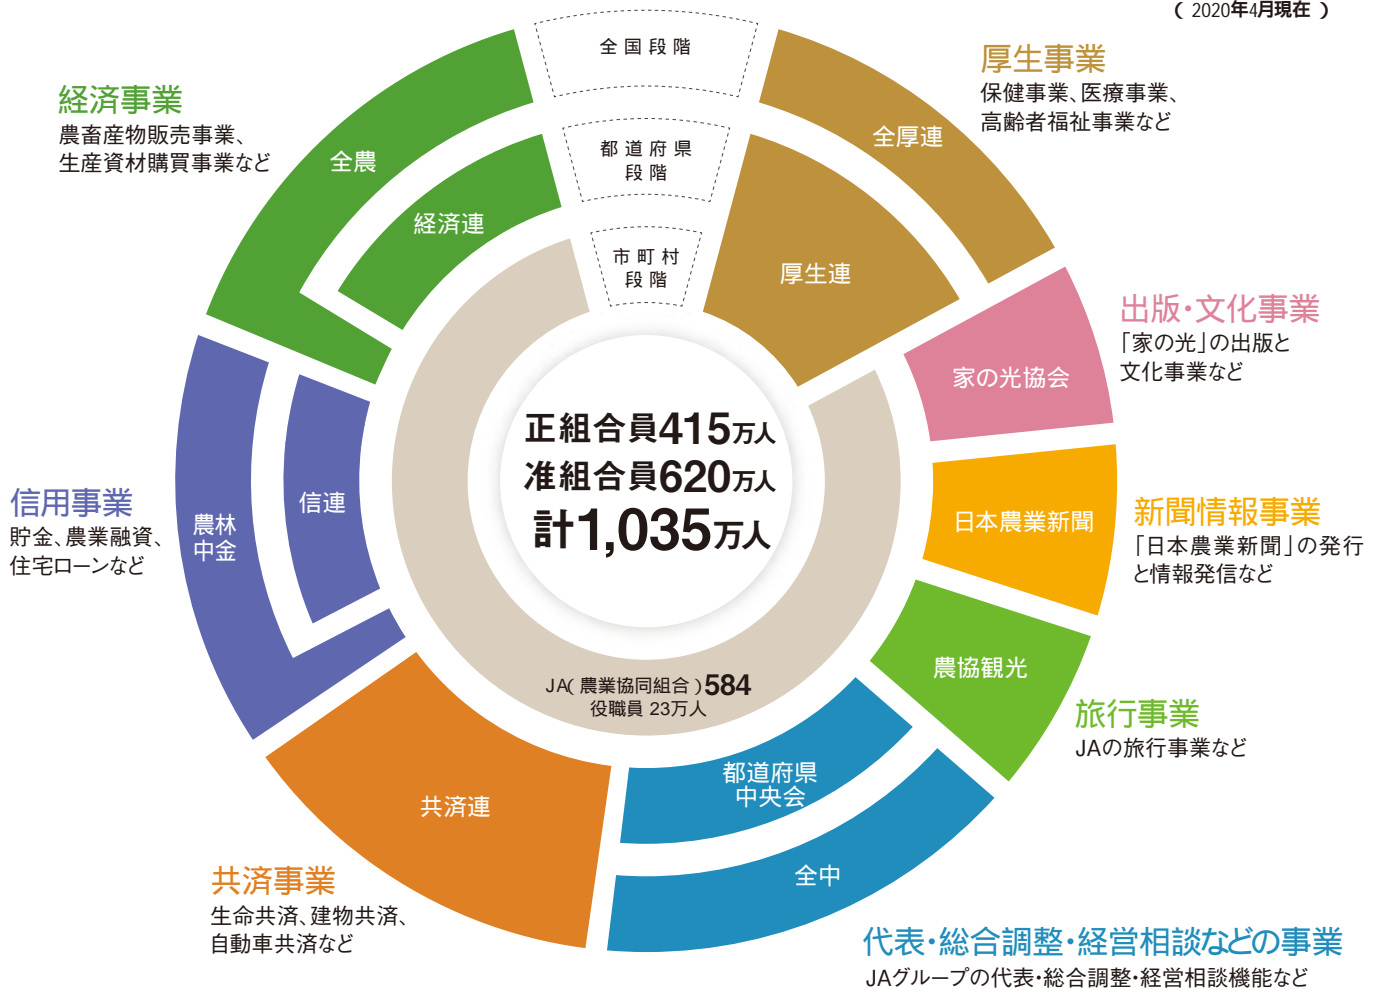 ( 2020年4月現在 )
全国段階
都道府県
段階
市町村
段階
経済事業
農畜産物販売事業、
生産資材購買事業など
全農
経済連
厚生事業
保健事業、医療事業、
高齢者福祉事業など
全厚連
厚生連
出版・文化事業
「家の光」の出版と
文化事業など
家の光協会
正組合員415万人
准組合員620万人
計1,035万人
信用事業
貯金、農業融資、
住宅ローンなど
農林
中金
信連
日本農業新聞
新聞情報事業
「日本農業新聞」の発行
と情報発信など
農協観光
旅行事業
JAの旅行事業など
JA( 農業協同組合 )584
役職員 23万人
都道府県
中央会
全中
共済連
共済事業
生命共済、建物共済、
自動車共済など
代表・総合調整・経営相談などの事業
JAグループの代表・総合調整・経営相談機能など